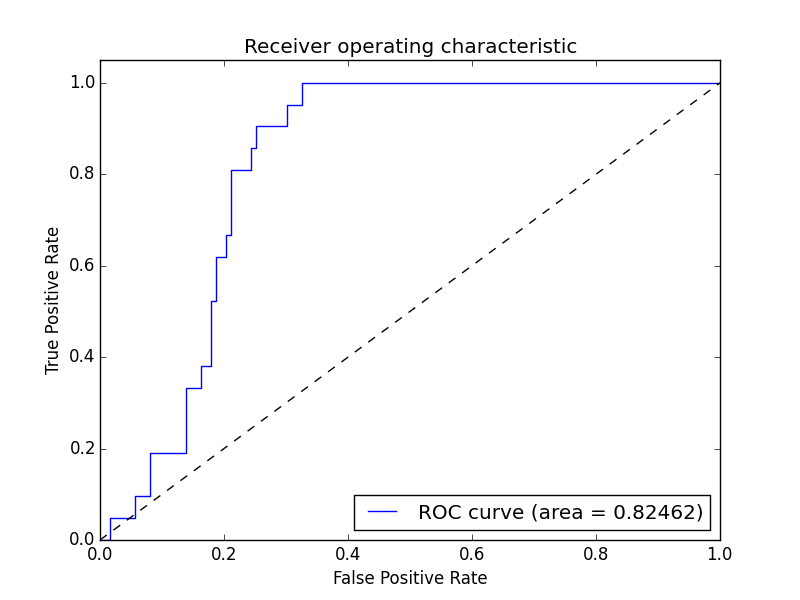 Receiver operating characteristic
1.0
0.8
0.6
0.4
0.2
0.0
True Positive Rate
ROC curve (area = 0.82462)
0.0 0.2 0.4 0.6 0.8 1.0
False Positive Rate